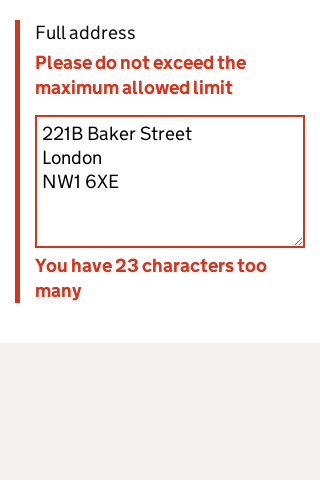 Full address
Please do not exceed the
maximum allowed limit
221B Baker Street
London
NW1 6XE
You have 23 characters too
many